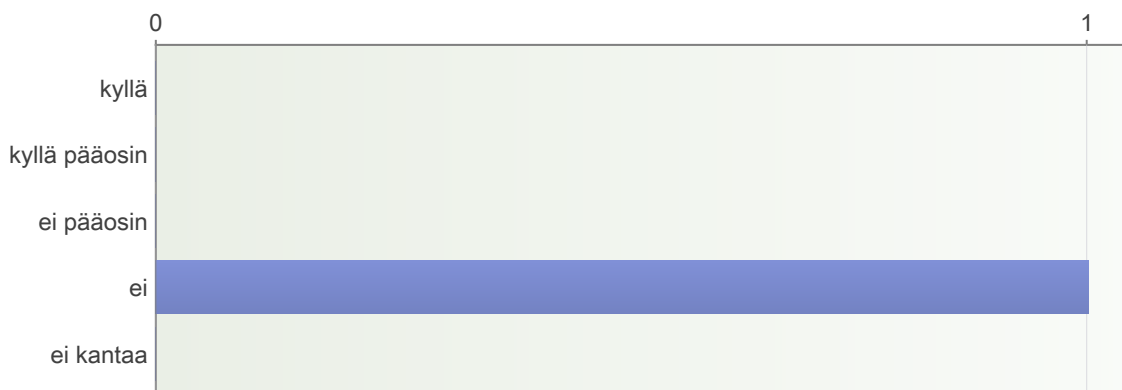 0 1
kyllä
kyllä pääosin
ei pääosin
ei
ei kantaa